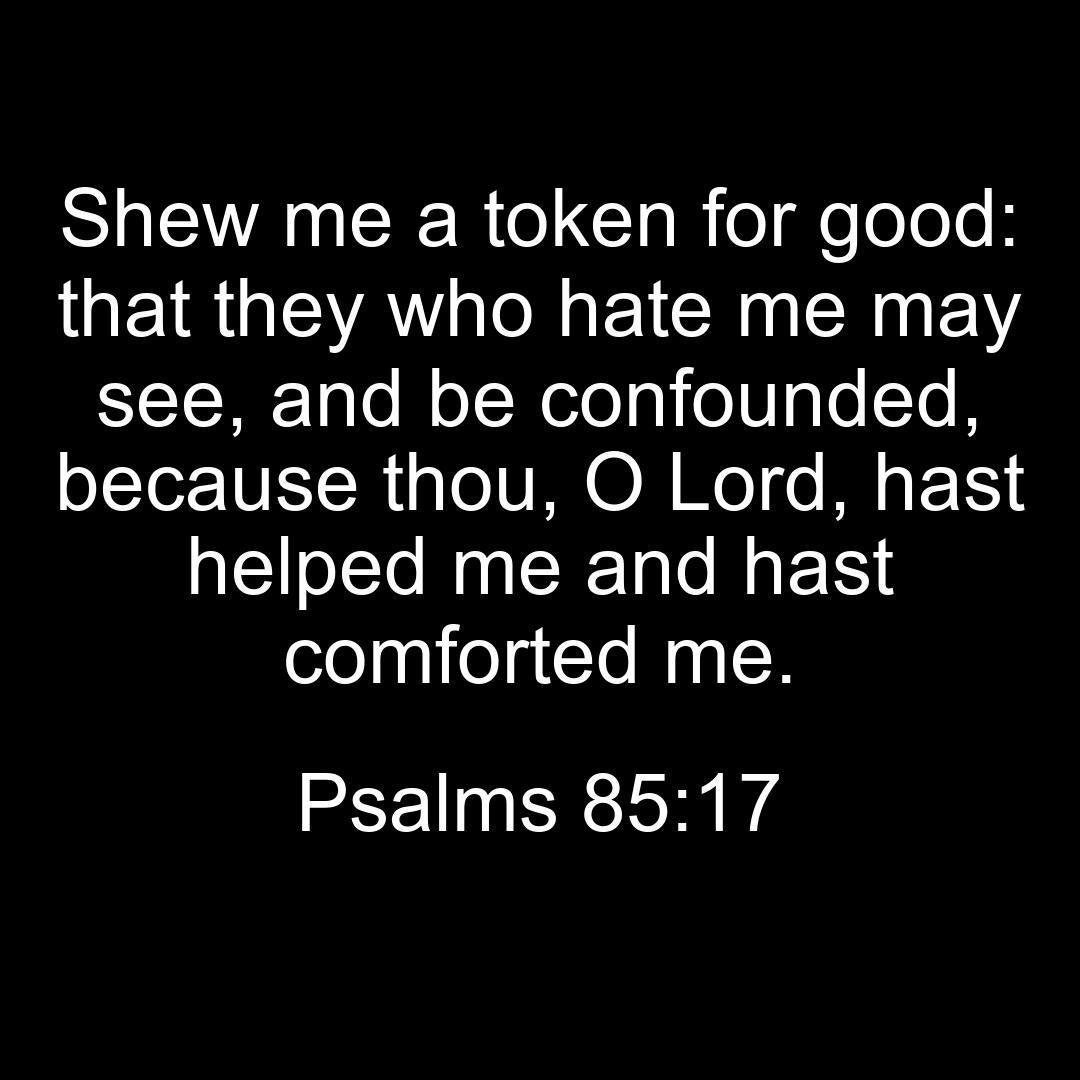 Shew me a token for good:
that they who hate me may
see, and be confounded,
because thou, O Lord, hast
helped me and hast
comforted me.
Psalms 85:17